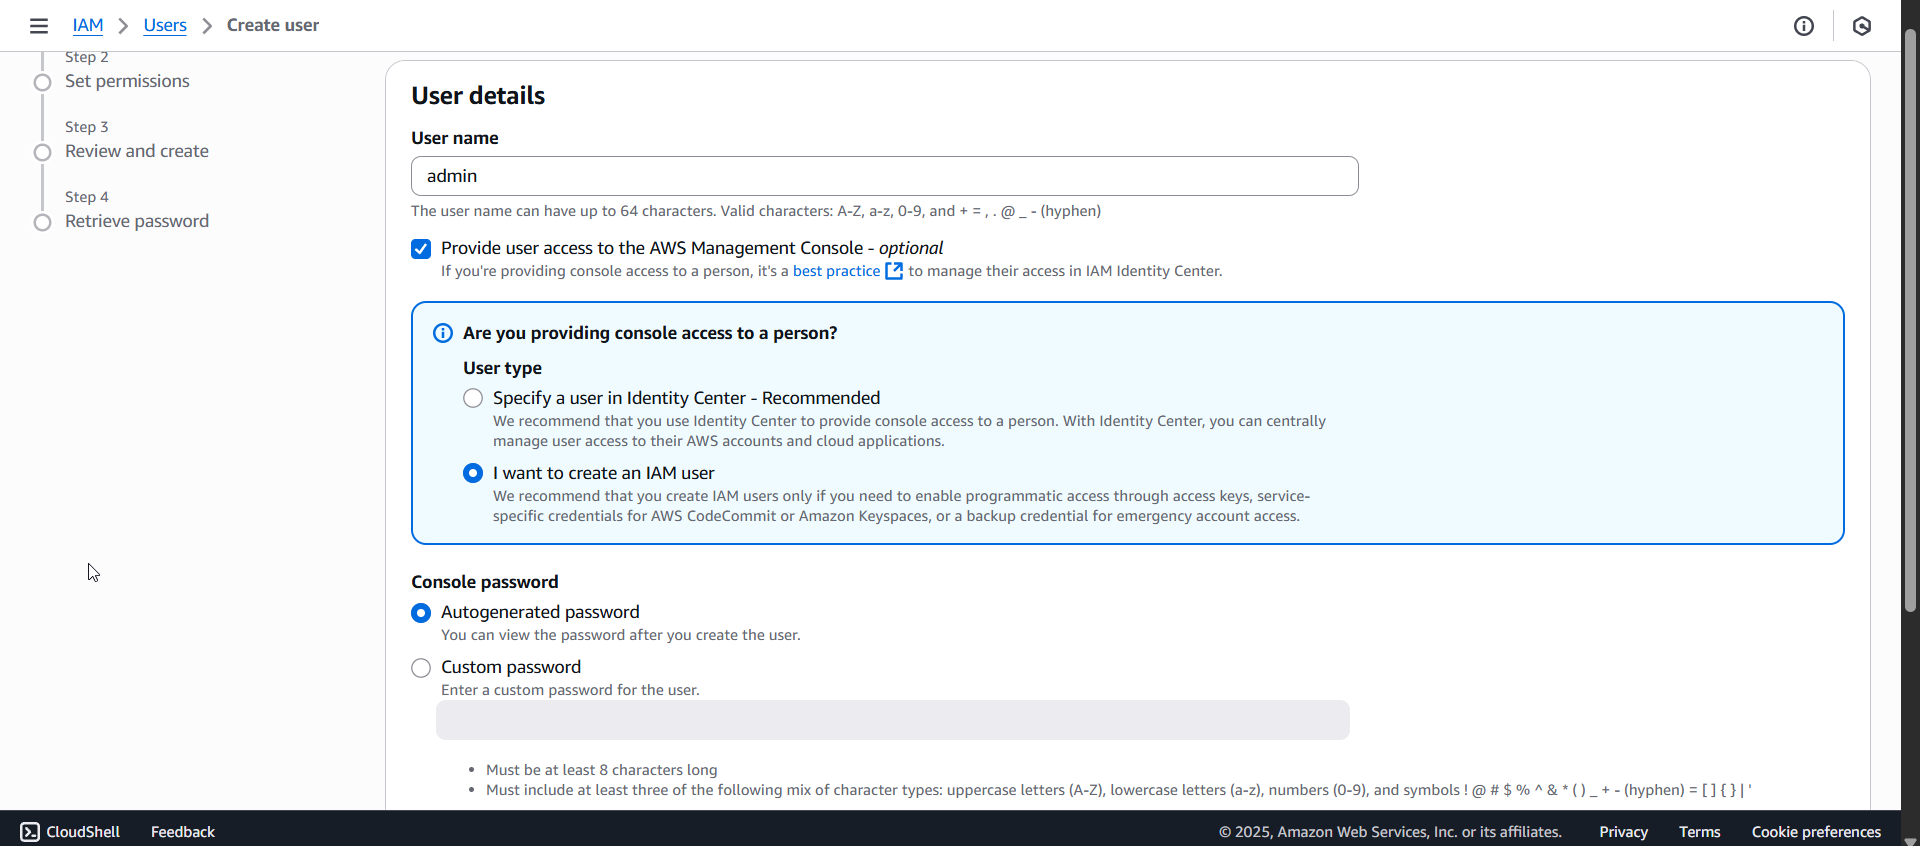 IAM > Users > Create user
Step 2
Set permissions
Step 3
Review and create
Step 4
Retrieve password
User details
User name
admin
The user name can have up to 64 characters. Valid characters: A-Z, a-z, 0-9, and + = , . @ _ - (hyphen)
Provide user access to the AWS Management Console - optional
If you're providing console access to a person, it's a best practice to manage their access in IAM Identity Center.
Are you providing console access to a person?
User type
Specify a user in Identity Center - Recommended
We recommend that you use Identity Center to provide console access to a person. With Identity Center, you can centrally
manage user access to their AWS accounts and cloud applications.
I want to create an IAM user
We recommend that you create IAM users only if you need to enable programmatic access through access keys, service-
specific credentials for AWS CodeCommit or Amazon Keyspaces, or a backup credential for emergency account access.
Console password
Autogenerated password
You can view the password after you create the user.
Custom password
Enter a custom password for the user.
• Must be at least 8 characters long
• Must include at least three of the following mix of character types: uppercase letters (A-Z), lowercase letters (a-z), numbers (0-9), and symbols ! @ # $ % ^ & * ( ) _ + - (hyphen) = [ ] { } | '
CloudShell Feedback © 2025, Amazon Web Services, Inc. or its affiliates. Privacy Terms Cookie preferences